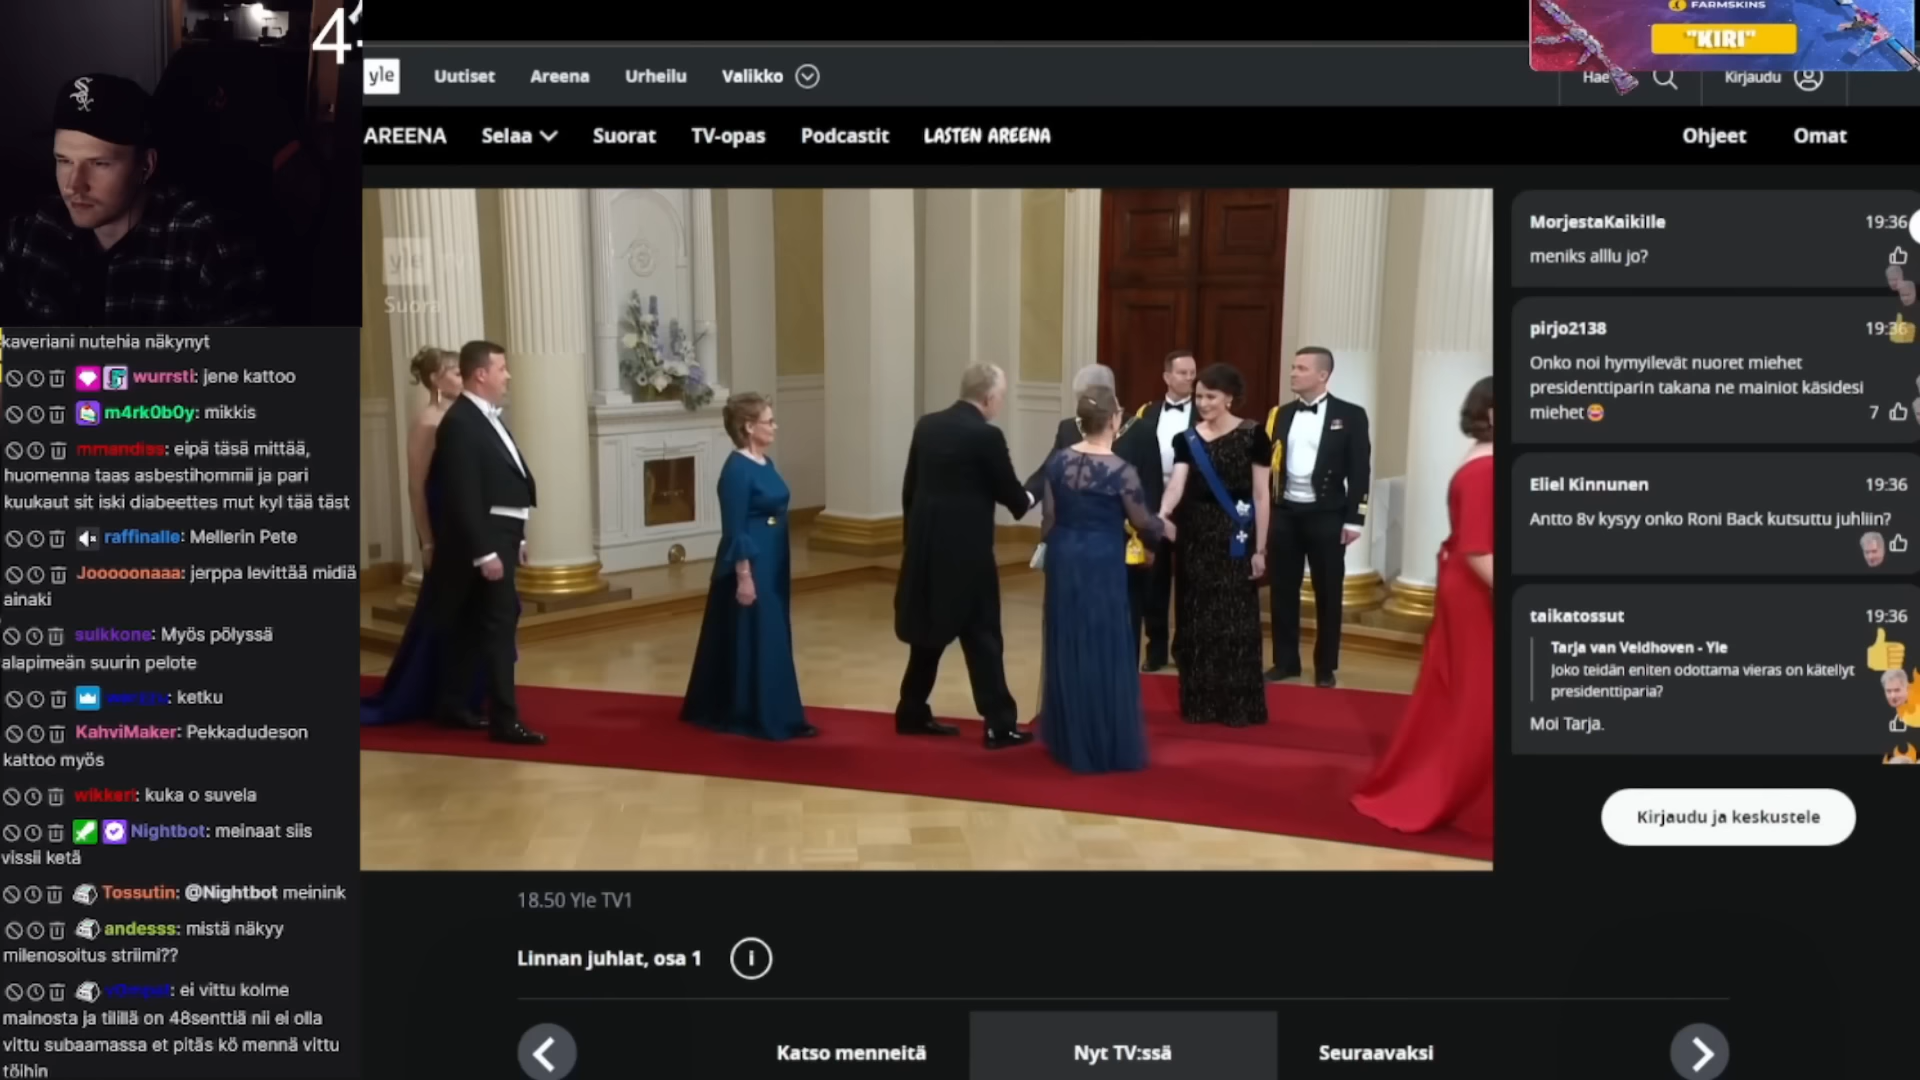 4
FARMSKINS
"KIRI"
yle
Uutiset
Areena
Urheilu
Valikko
Hae
Kirjaudu
AREENA
Selaa
Suorat
TV-opas
Podcastit
LASTEN AREENA
Ohjeet
Omat
yle
Suora
kaveriani nutehia näkynyt
wurrsti: jene kattoo
m4rk0b0y: mikkis
mmandiss: eipä täsä mittää,
huomenna taas asbestihommii ja pari
kuukaut sit iski diabeettes mut kyl tää täst
raffinalle: Mellerin Pete
Jooooonaaa: jerppa levittää midiä
ainaki
sulkkone: Myös pölyssä
alapimeän suurin pelote
: ketku
KahviMaker: Pekkadudeson
kattoo myös
wikkeri: kuka o suvela
Nightbot: meinaat siis
vissii ketä
Tossutin: @Nightbot meinink
andesss: mistä näkyy
milenosoitus striimi??
: ei vittu kolme
mainosta ja tilillä on 48senttiä nii ei olla
vittu subaamassa et pitäs kö mennä vittu
töihin
MorjestaKaikille
19:36
meniks alllu jo?
pirjo2138
19:36
Onko noi hymyilevät nuoret miehet
presidenttiparin takana ne mainiot käsidesi
miehet
7
Eliel Kinnunen
19:36
Antto 8v kysyy onko Roni Back kutsuttu juhliin?
taikatossut
19:36
Tarja van Veldhoven - Yle
Joko teidän eniten odottama vieras on kätellyt
presidenttiparia?
Moi Tarja.
Kirjaudu ja keskustele
18.50 Yle TV1
Linnan juhlat, osa 1
i
Katso menneitä
Nyt TV:ssä
Seuraavaksi